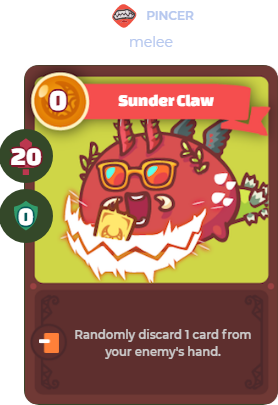 PINCER
melee
0
Sunder Claw
20
0
Randomly discard 1 card from
your enemy's hand.